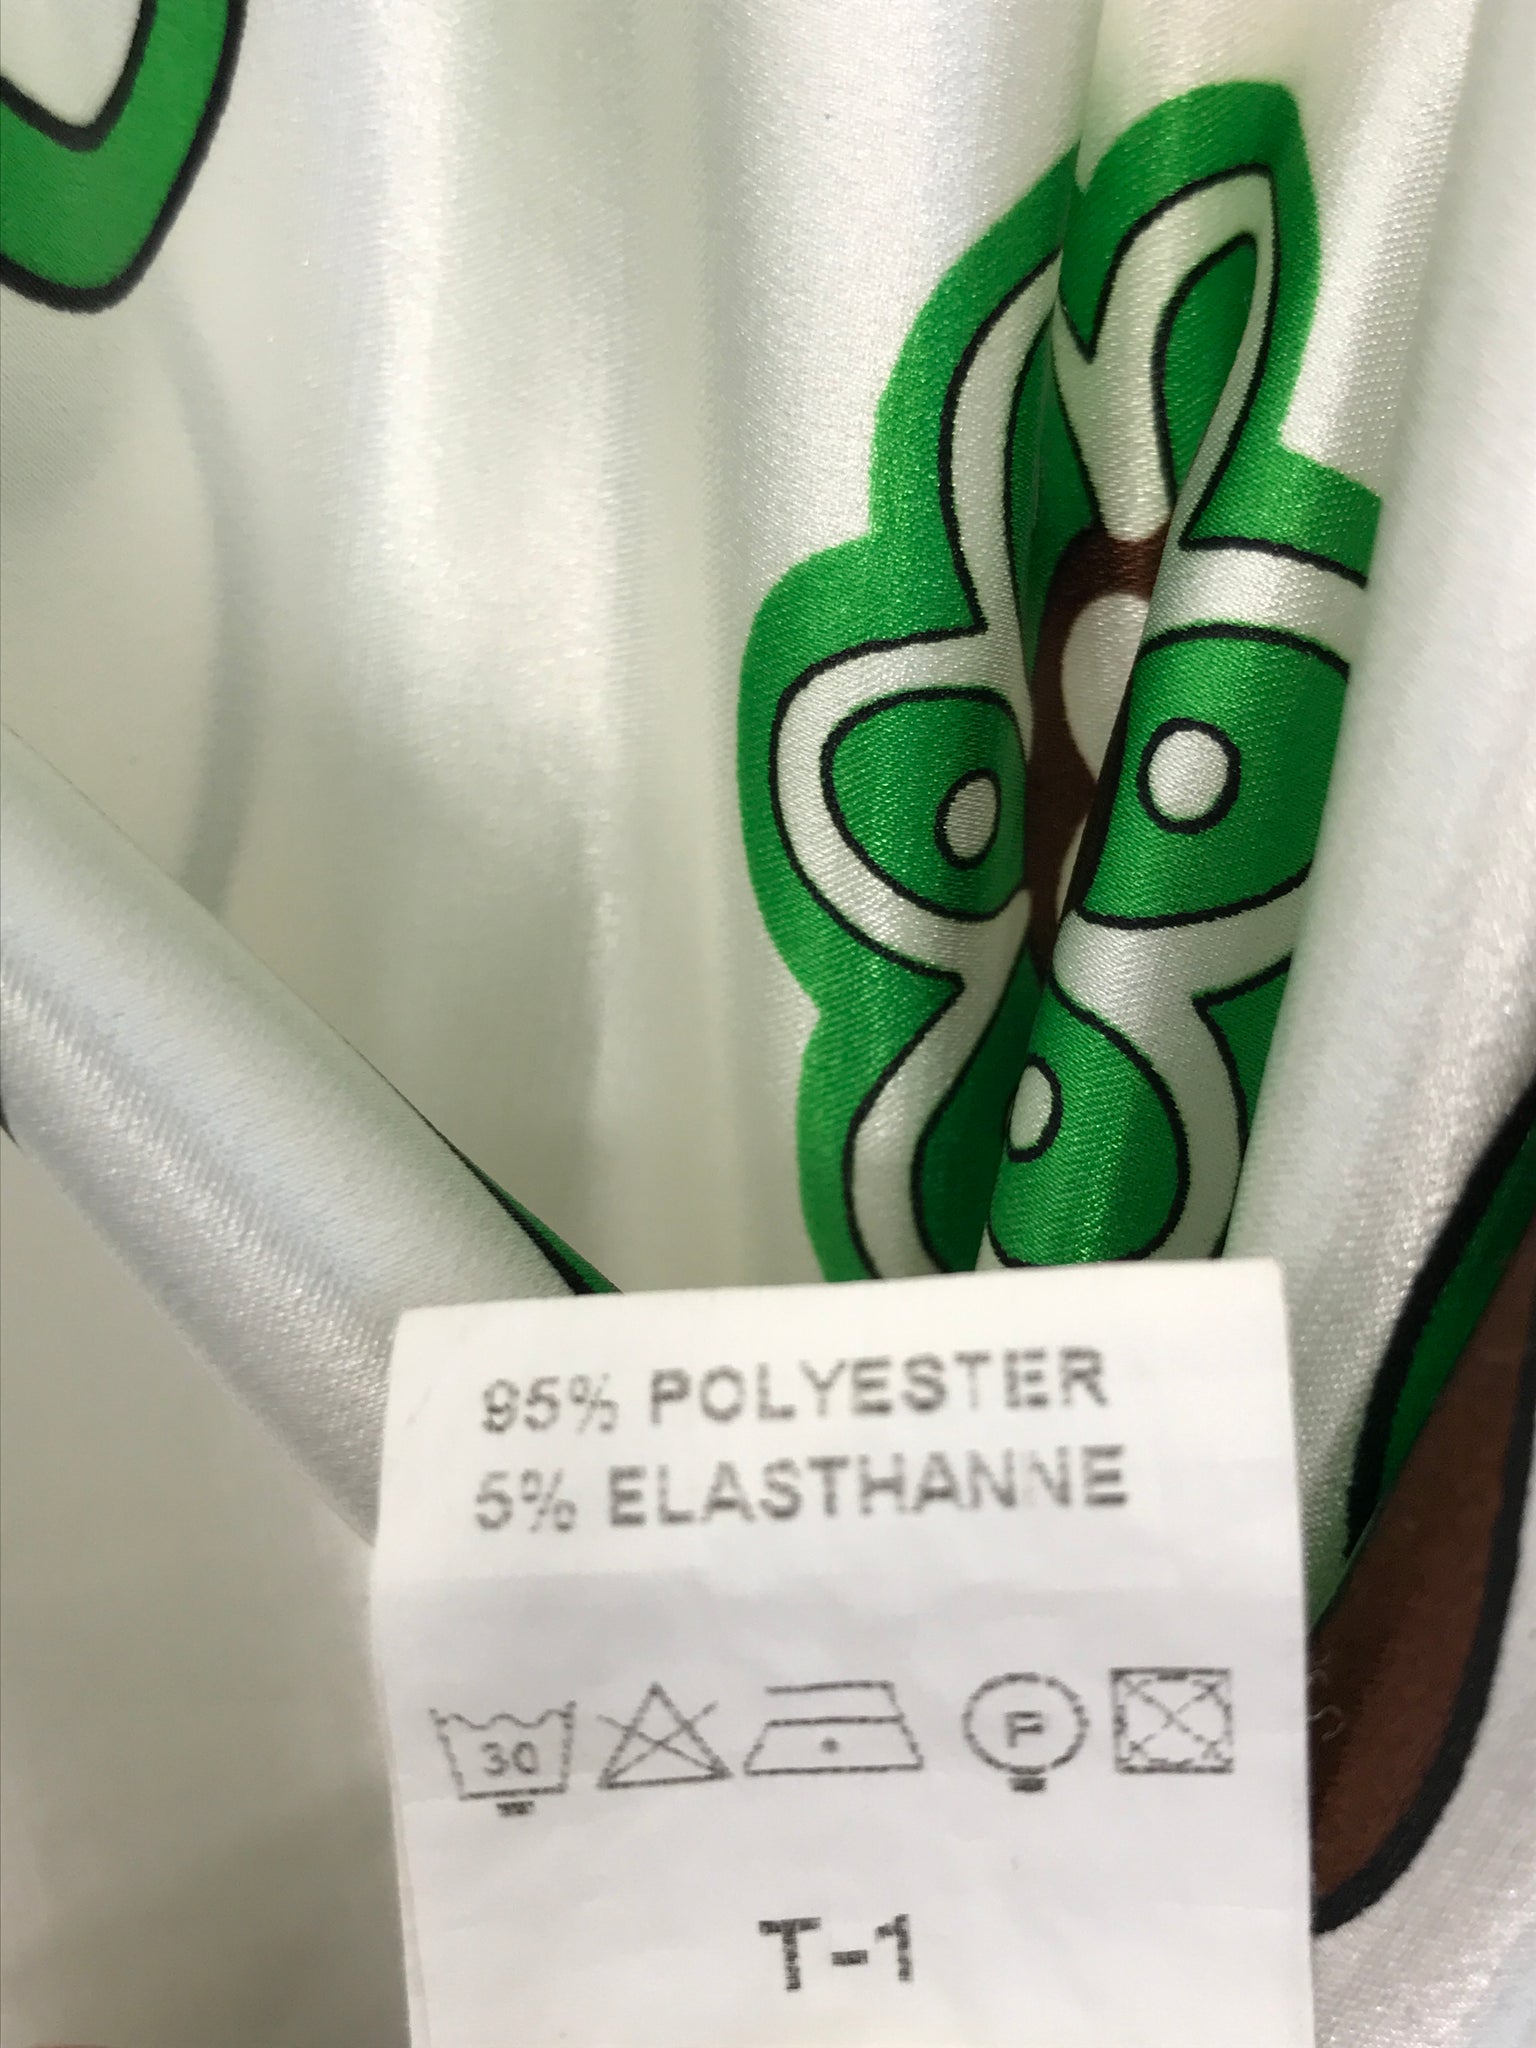 95% POLYESTER
5% ELASTHANNE
30 P
T-1